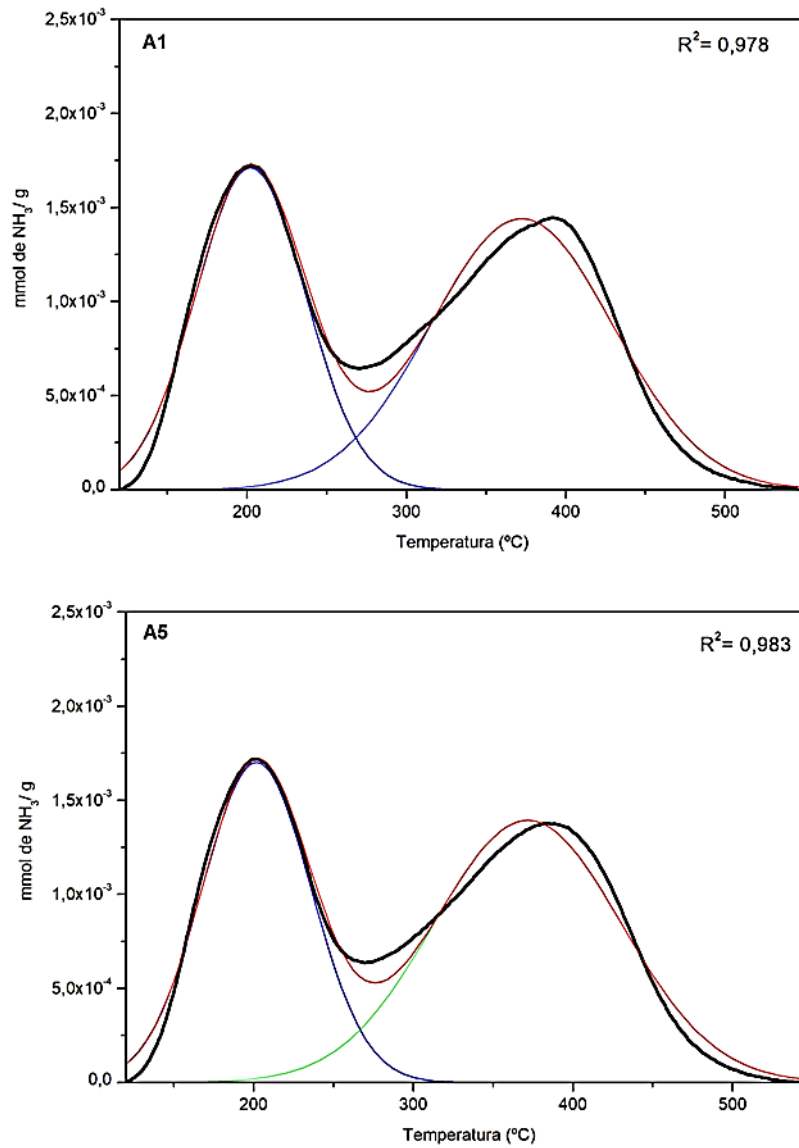 2,5x10⁻³
A1
R²= 0,978
2,0x10⁻³
1,5x10⁻³
1,0x10⁻³
5,0x10⁻⁴
0,0
mmol de NH₃/ g
200 300 400 500
Temperatura (ºC)
2,5x10⁻³
A5
R²= 0,983
2,0x10⁻³
1,5x10⁻³
1,0x10⁻³
5,0x10⁻⁴
0,0
mmol de NH₃/ g
200 300 400 500
Temperatura (ºC)